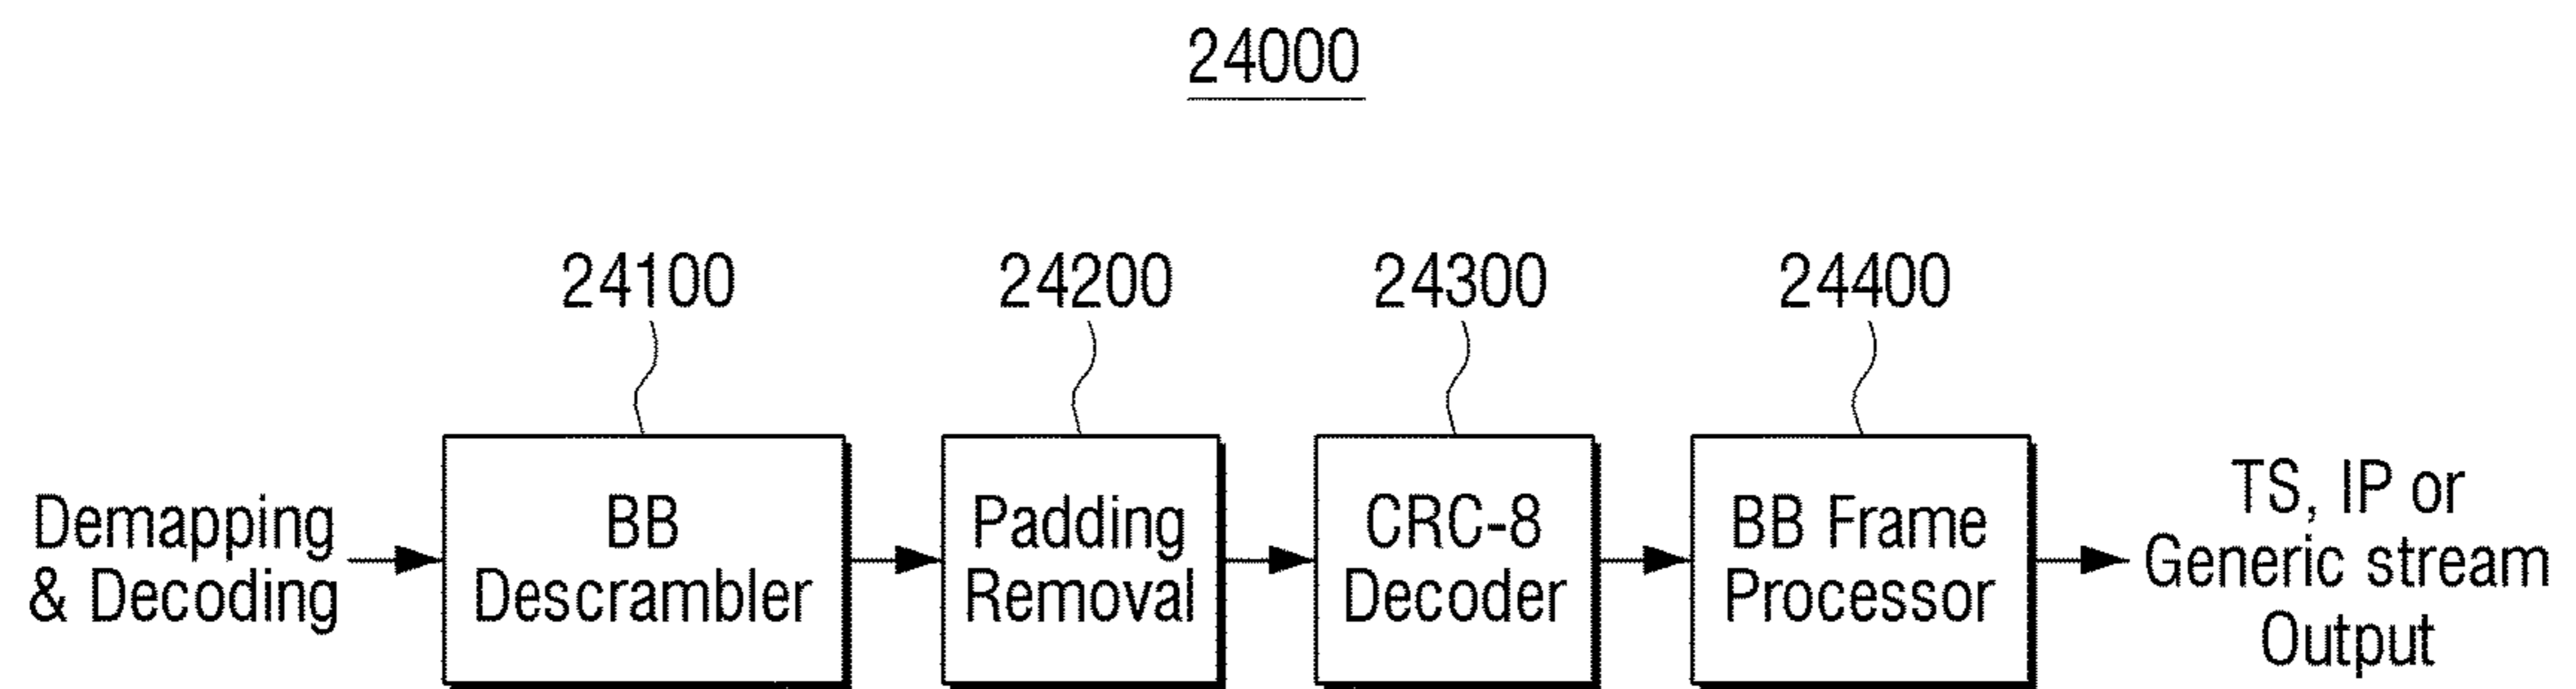 24000
24100
24200
24300
24400
Demapping
& Decoding
BB
Descrambler
Padding
Removal
CRC-8
Decoder
BB Frame
Processor
TS, IP or
Generic stream
Output